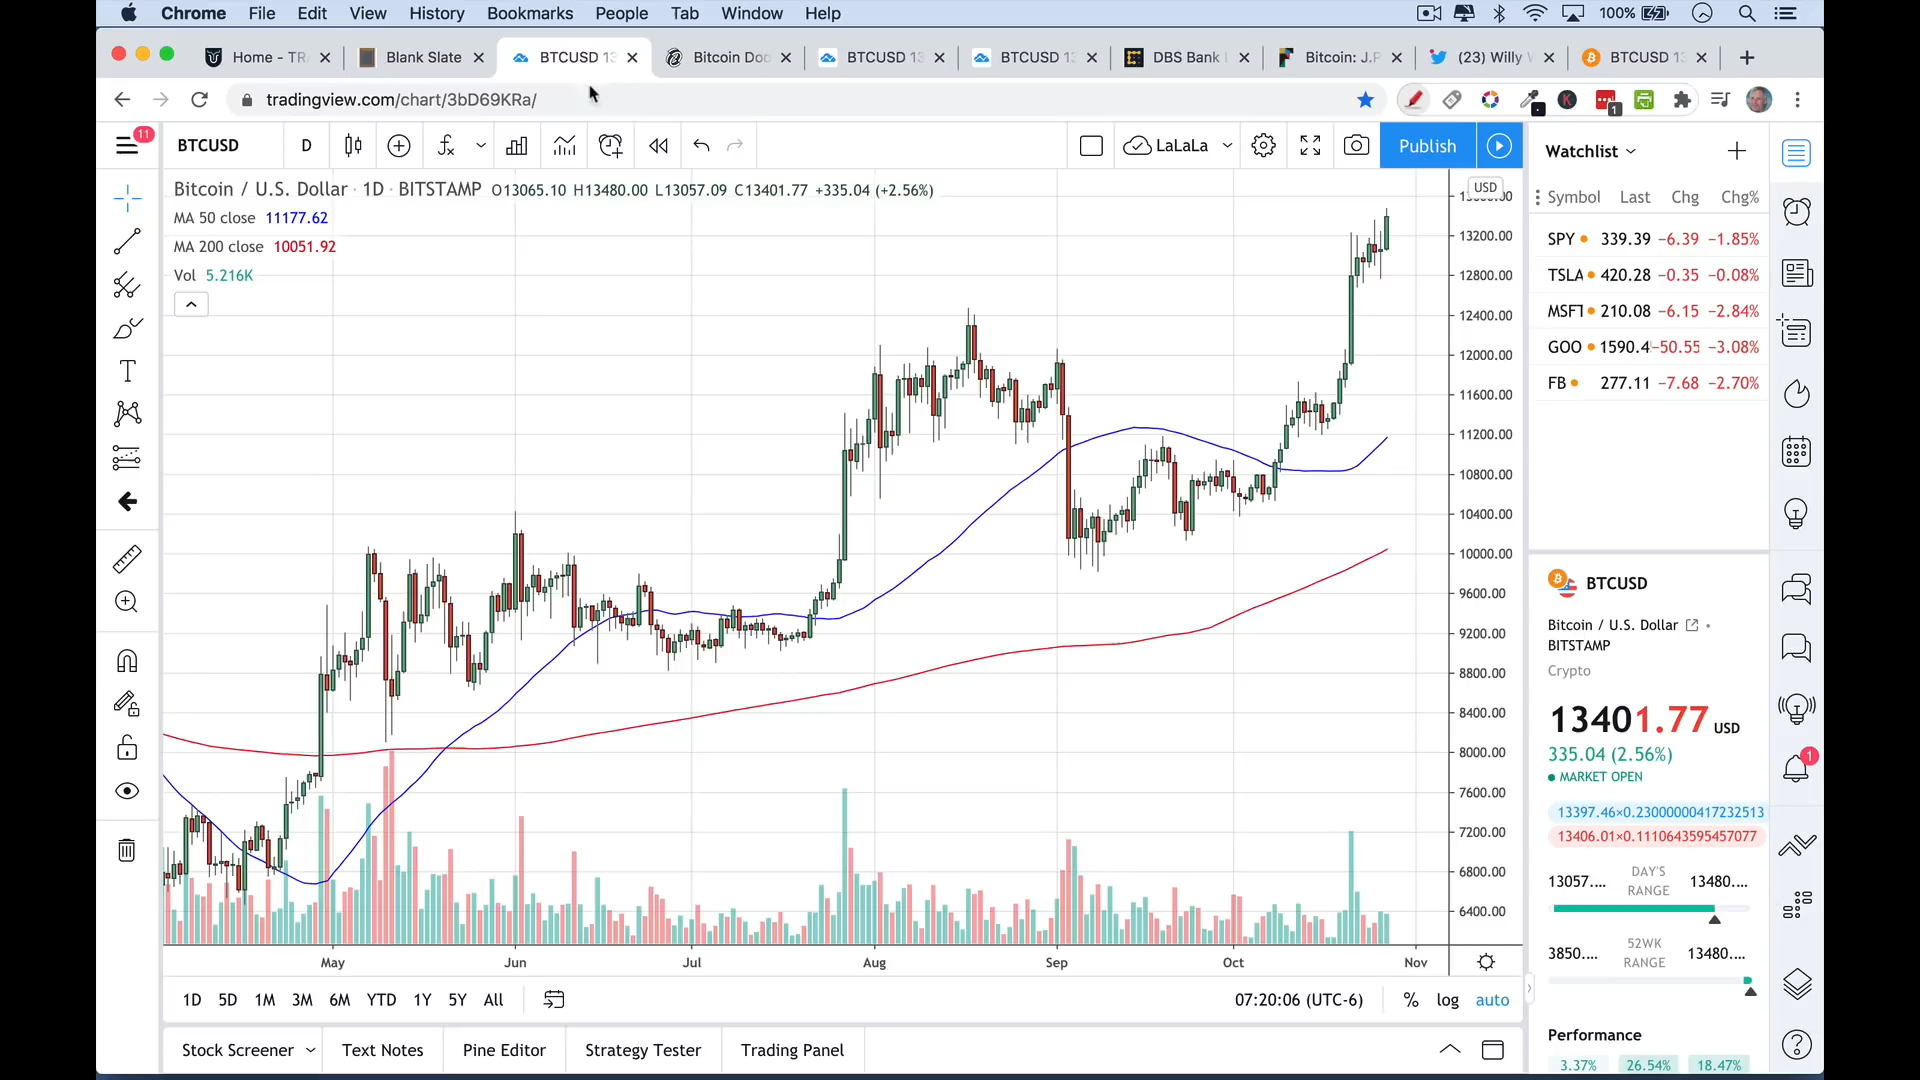 Chrome File Edit View History Bookmarks People Tab Window Help 100%
Home - TR Blank Slate BTCUSD 13 Bitcoin Doc BTCUSD 13 BTCUSD 13 DBS Bank Bitcoin: J.P (23) Willy BTCUSD 13
tradingview.com/chart/3bD69KRa/
1
11
BTCUSD D LaLaLa Publish
Bitcoin / U.S. Dollar · 1D · BITSTAMP O13065.10 H13480.00 L13057.09 C13401.77 +335.04 (+2.56%)
MA 50 close 11177.62
MA 200 close 10051.92
Vol 5.216K
USD
13200.00
12800.00
12400.00
12000.00
11600.00
11200.00
10800.00
10400.00
10000.00
9600.00
9200.00
8800.00
8400.00
8000.00
7600.00
7200.00
6800.00
6400.00
May Jun Jul Aug Sep Oct Nov
1D 5D 1M 3M 6M YTD 1Y 5Y All
07:20:06 (UTC-6) % log auto
Stock Screener Text Notes Pine Editor Strategy Tester Trading Panel
Watchlist
Symbol Last Chg Chg%
SPY 339.39 −6.39 −1.85%
TSLA 420.28 −0.35 −0.08%
MSFT 210.08 −6.15 −2.84%
GOO 1590.4 −50.55 −3.08%
FB 277.11 −7.68 −2.70%
BTCUSD
Bitcoin / U.S. Dollar
BITSTAMP
Crypto
13401.77 USD
335.04 (2.56%)
MARKET OPEN
13397.46×0.23000000417232513
13406.01×0.1110643595457077
13057.... DAY'S RANGE 13480....
3850.... 52WK RANGE 13480....
Performance
3.37% 26.54% 18.47%
1